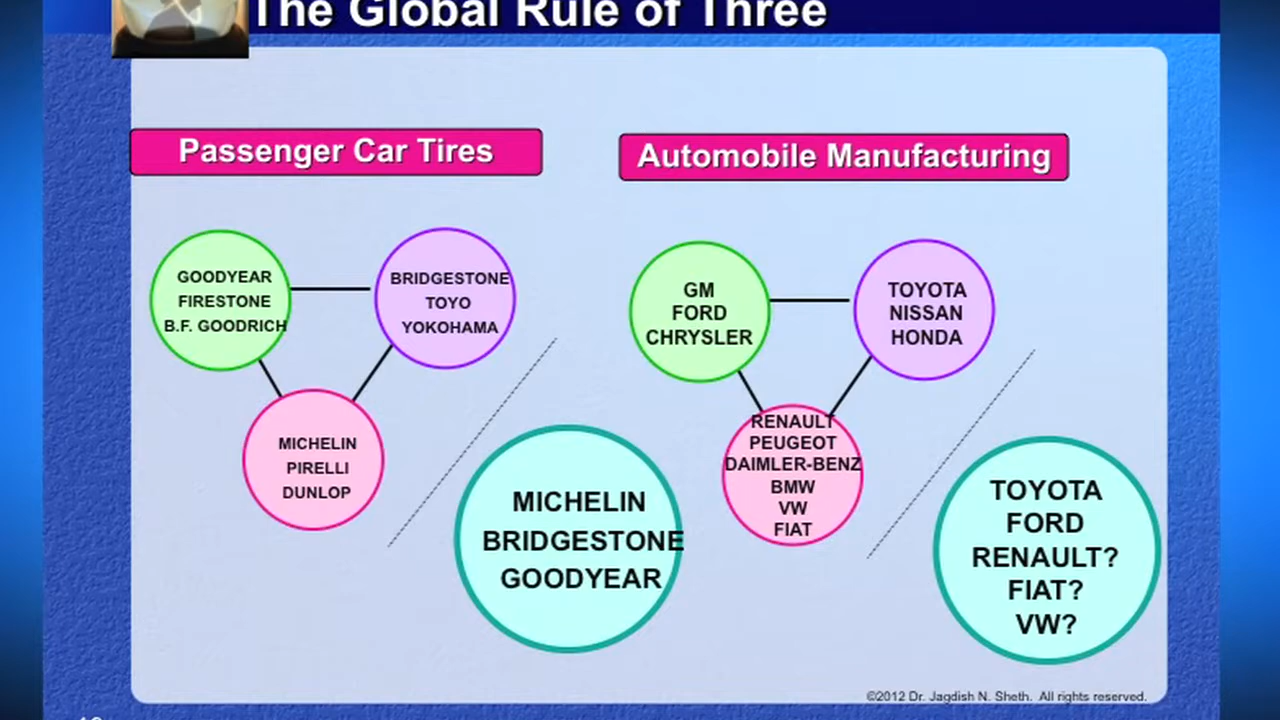 The Global Rule of Three
Passenger Car Tires
GOODYEAR
FIRESTONE
B.F. GOODRICH
BRIDGESTONE
TOYO
YOKOHAMA
MICHELIN
PIRELLI
DUNLOP
MICHELIN
BRIDGESTONE
GOODYEAR
Automobile Manufacturing
GM
FORD
CHRYSLER
TOYOTA
NISSAN
HONDA
RENAULT
PEUGEOT
DAIMLER-BENZ
BMW
VW
FIAT
TOYOTA
FORD
RENAULT?
FIAT?
VW?
©2012 Dr. Jagdish N. Sheth. All rights reserved.